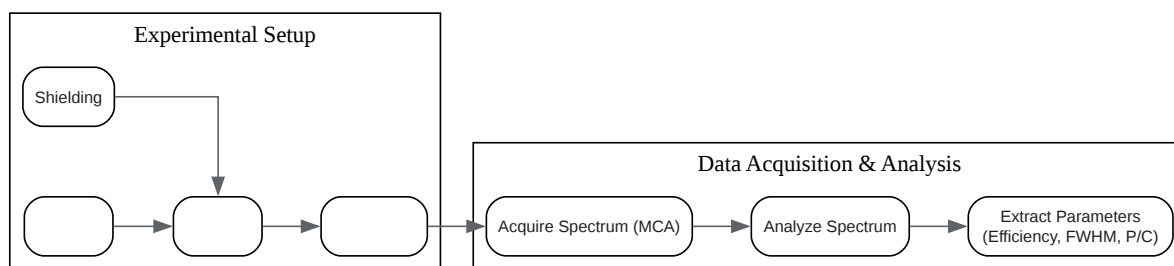 Experimental Setup
Shielding
Data Acquisition & Analysis
Acquire Spectrum (MCA)
Analyze Spectrum
Extract Parameters
(Efficiency, FWHM, P/C)